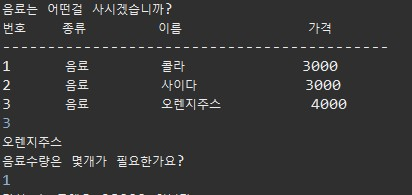 음료는 어떤걸 사시겠습니까?
번호 종류 이름 가격
-------------------------------------------
1 음료 콜라 3000
2 음료 사이다 3000
3 음료 오렌지주스 4000
3
오렌지주스
음료수량은 몇개가 필요한가요?
1